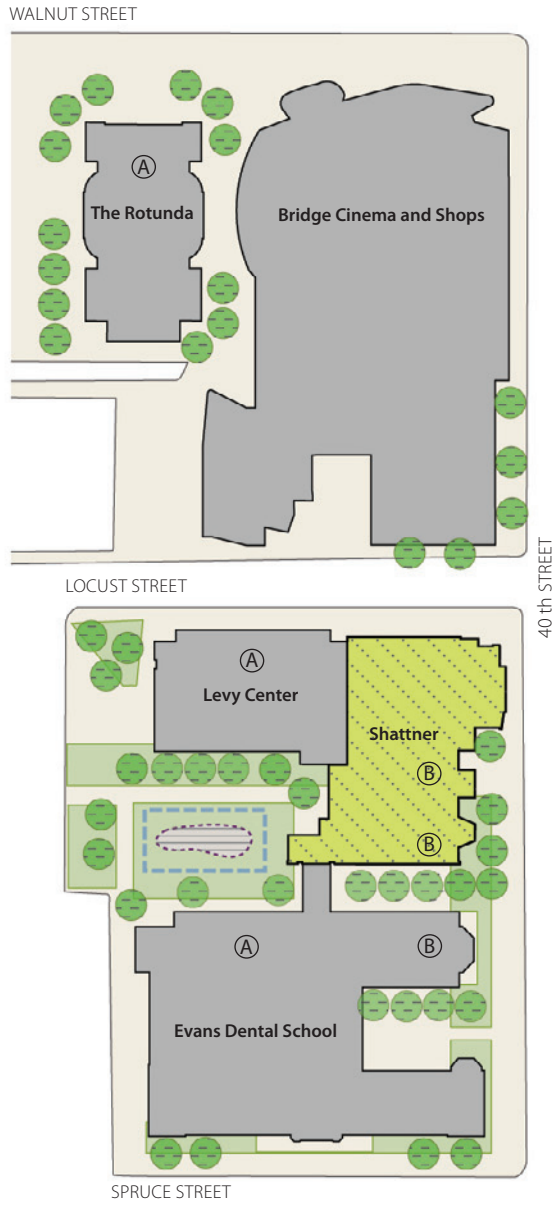 WALNUT STREET
Ⓐ
The Rotunda
Bridge Cinema and Shops
40 th STREET
LOCUST STREET
Ⓐ
Levy Center
Shattner
Ⓑ
Ⓑ
Ⓐ
Ⓑ
Evans Dental School
SPRUCE STREET